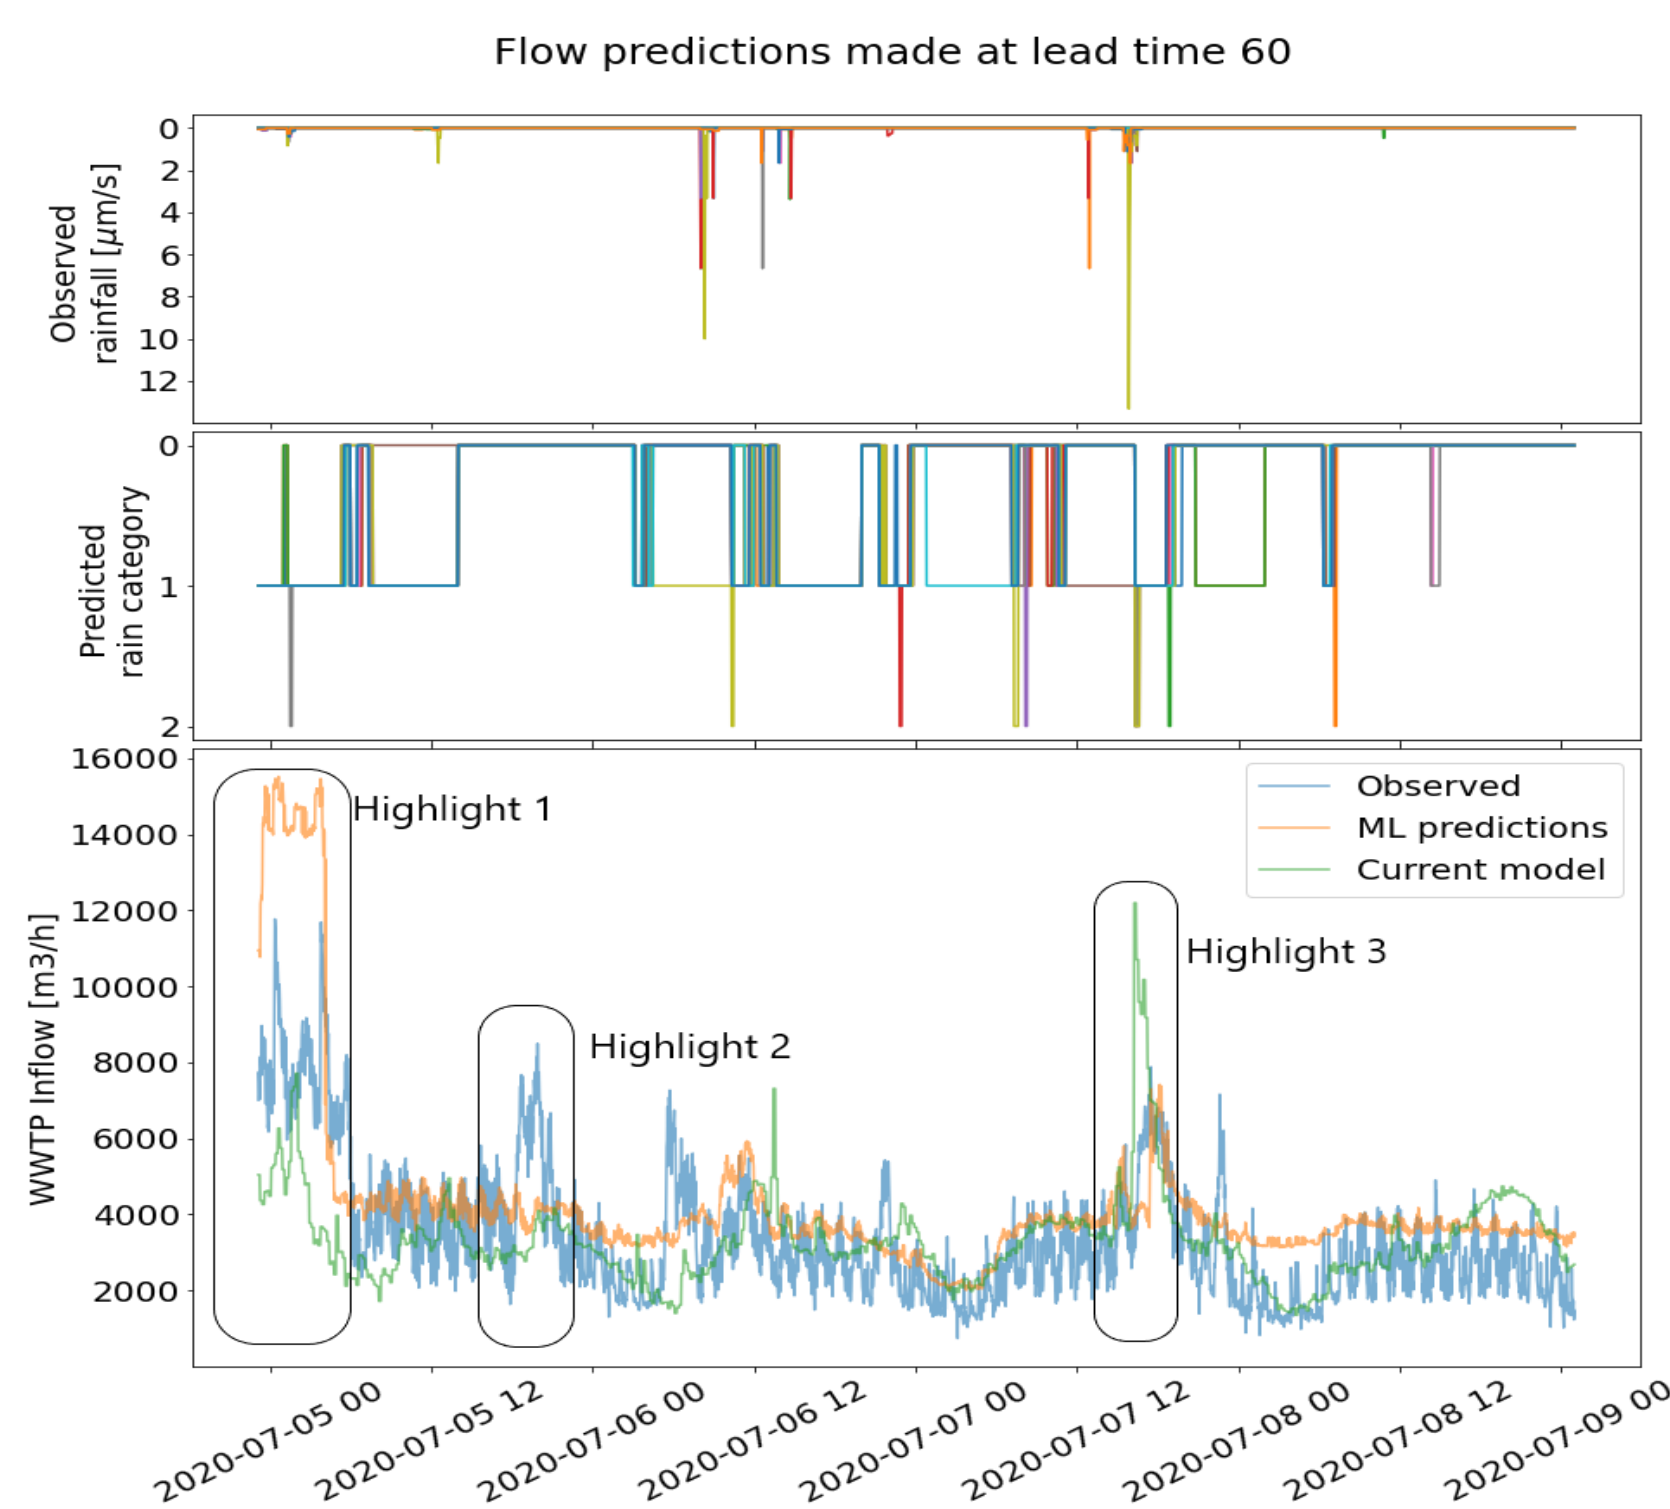 Flow predictions made at lead time 60
Observed
rainfall [μm/s]
0
2
4
6
8
10
12
Predicted
rain category
0
1
2
WWTP Inflow [m3/h]
16000
14000
12000
10000
8000
6000
4000
2000
Highlight 1
Highlight 2
Highlight 3
Observed
ML predictions
Current model
2020-07-05 00
2020-07-05 12
2020-07-06 00
2020-07-06 12
2020-07-07 00
2020-07-07 12
2020-07-08 00
2020-07-08 12
2020-07-09 00